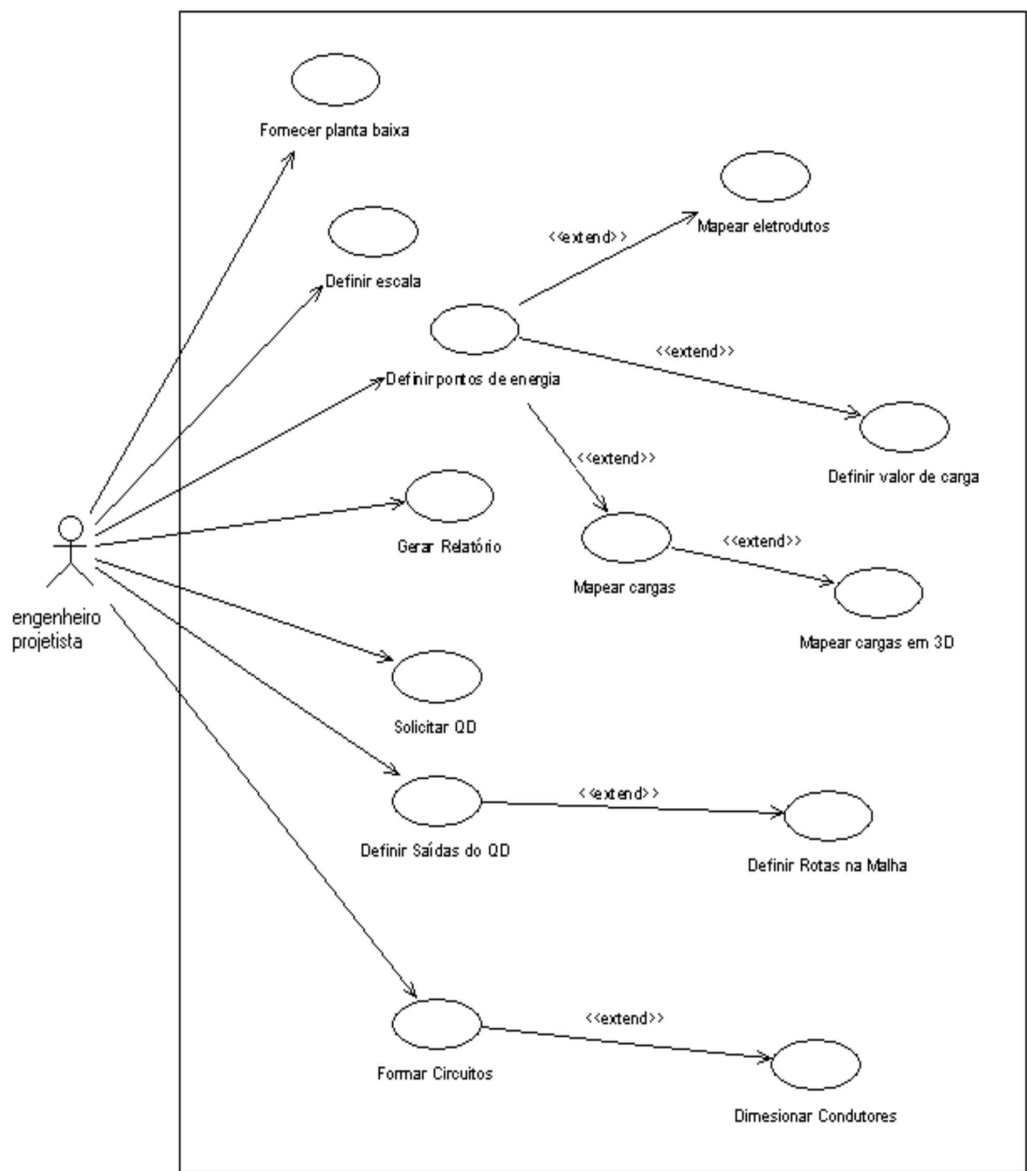 Fornecer planta baixa
Mapear eletrodutos
<<extend>>
Definir escala
<<extend>>
Definir pontos de energia
<<extend>>
Definir valor de carga
Gerar Relatório
<<extend>>
Mapear cargas
Mapear cargas em 3D
engenheiro
projetista
Solicitar QD
<<extend>>
Definir Saídas do QD
Definir Rotas na Malha
<<extend>>
Formar Circuitos
Dimesionar Condutores